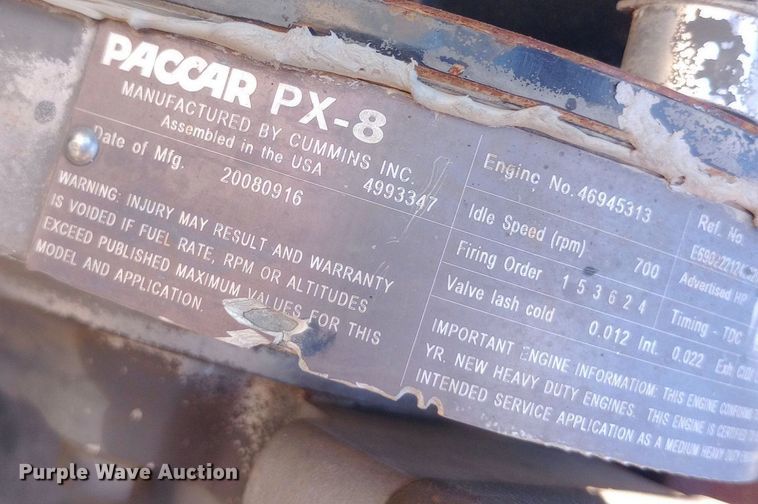 PACCAR PX-8
MANUFACTURED BY CUMMINS INC.
Assembled in the USA 4993347
Date of Mfg. 20080916
WARNING: INJURY MAY RESULT AND WARRANTY
IS VOIDED IF FUEL RATE, RPM OR ALTITUDES
EXCEED PUBLISHED MAXIMUM VALUES FOR THIS
MODEL AND APPLICATION.
Engine No. 46945313
Idle Speed (rpm) 700
Firing Order 1 5 3 6 2 4
Valve lash cold 0.012 Int. 0.022 Exh
Ref. No.
Advertised HP
Timing - TDC
IMPORTANT ENGINE INFORMATION: THIS ENGINE
YR. NEW HEAVY DUTY ENGINES. THIS ENGINE IS CERTIFIED
INTENDED SERVICE APPLICATION AS A MEDIUM HEAVY DUTY
Purple Wave Auction